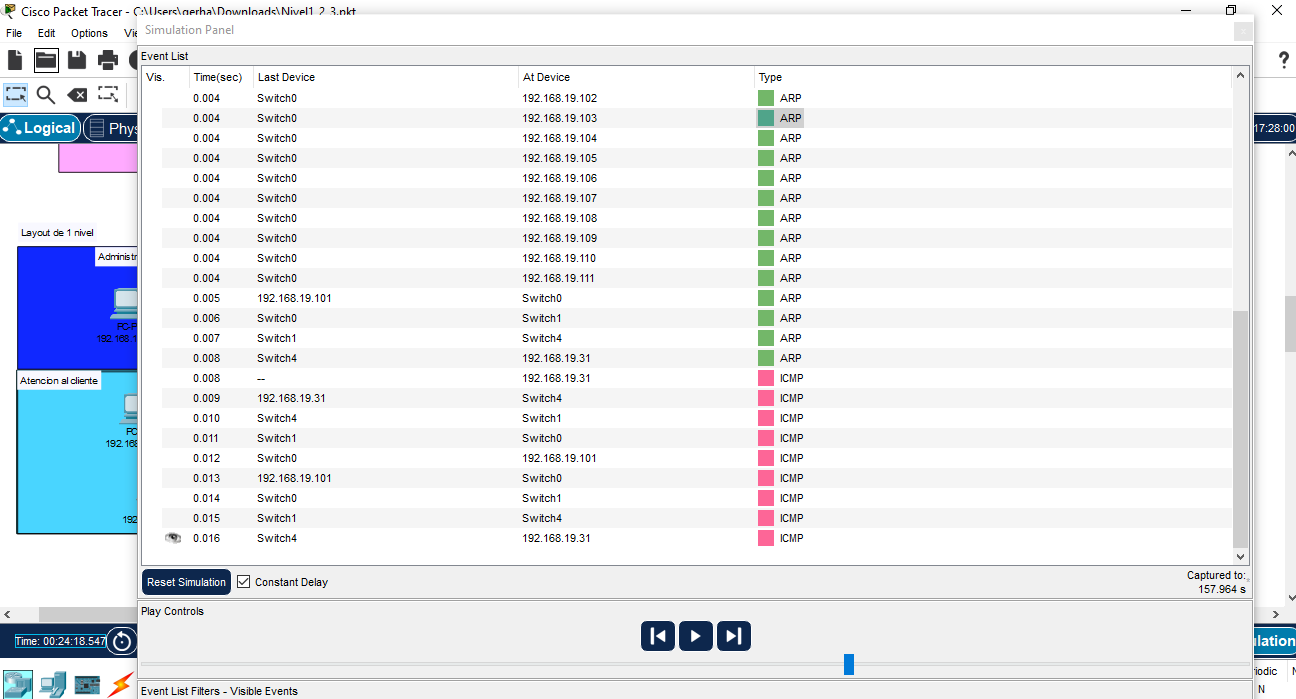 Cisco Packet Tracer - C:\Users\gerha\Downloads\Nivel1_2_3.pkt
File Edit Options
Simulation Panel
Event List
Vis. Time(sec) Last Device At Device Type
0.004 Switch0 192.168.19.102 ARP
0.004 Switch0 192.168.19.103 ARP
0.004 Switch0 192.168.19.104 ARP
0.004 Switch0 192.168.19.105 ARP
0.004 Switch0 192.168.19.106 ARP
0.004 Switch0 192.168.19.107 ARP
0.004 Switch0 192.168.19.108 ARP
0.004 Switch0 192.168.19.109 ARP
0.004 Switch0 192.168.19.110 ARP
0.004 Switch0 192.168.19.111 ARP
0.005 192.168.19.101 Switch0 ARP
0.006 Switch0 Switch1 ARP
0.007 Switch1 Switch4 ARP
0.008 Switch4 192.168.19.31 ARP
0.008 -- 192.168.19.31 ICMP
0.009 192.168.19.31 Switch4 ICMP
0.010 Switch4 Switch1 ICMP
0.011 Switch1 Switch0 ICMP
0.012 Switch0 192.168.19.101 ICMP
0.013 192.168.19.101 Switch0 ICMP
0.014 Switch0 Switch1 ICMP
0.015 Switch1 Switch4 ICMP
0.016 Switch4 192.168.19.31 ICMP
Reset Simulation Constant Delay
Captured to:
157.964 s
Play Controls
Event List Filters - Visible Events
Logical Phys
17:28:00
Layout de 1 nivel
Administr
PC-P
192.168.1
Atencion al cliente
PC
192.168
192
Time: 00:24:18.547
lation
iodic
N